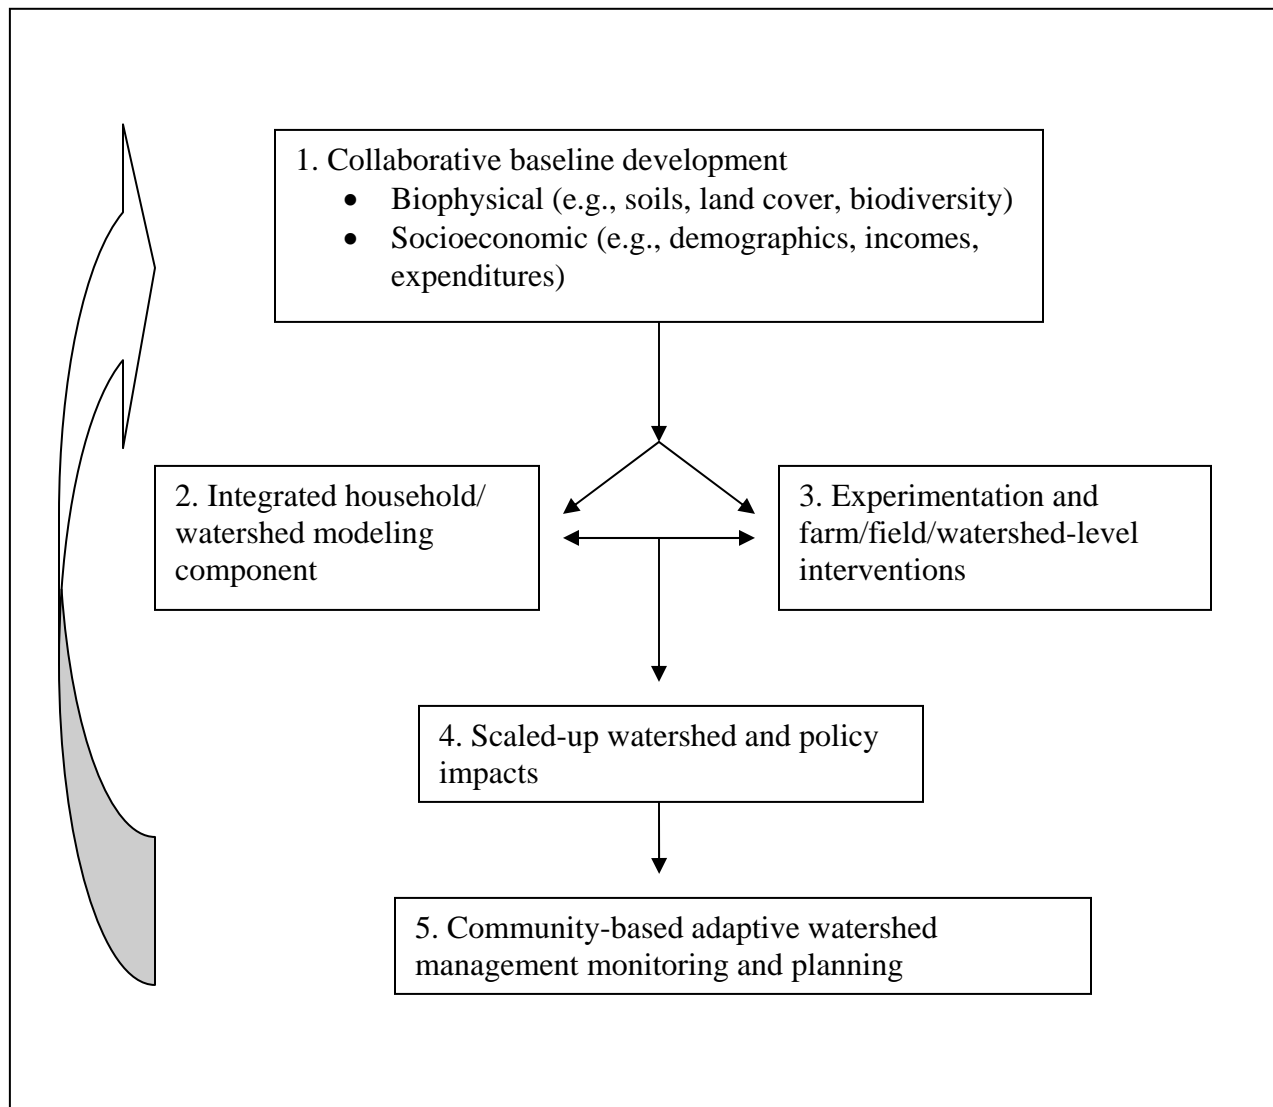 1. Collaborative baseline development
• Biophysical (e.g., soils, land cover, biodiversity)
• Socioeconomic (e.g., demographics, incomes,
expenditures)
2. Integrated household/
watershed modeling
component
3. Experimentation and
farm/field/watershed-level
interventions
4. Scaled-up watershed and policy
impacts
5. Community-based adaptive watershed
management monitoring and planning